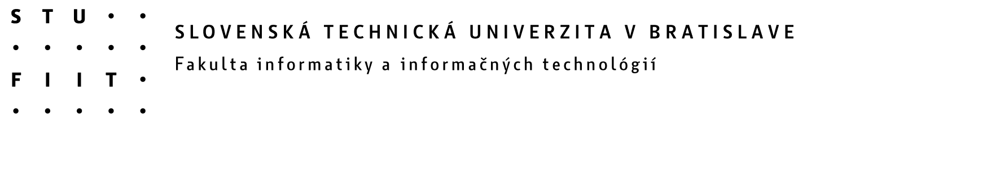 S T U
F I I T
SLOVENSKÁ TECHNICKÁ UNIVERZITA V BRATISLAVE
Fakulta informatiky a informačných technológií